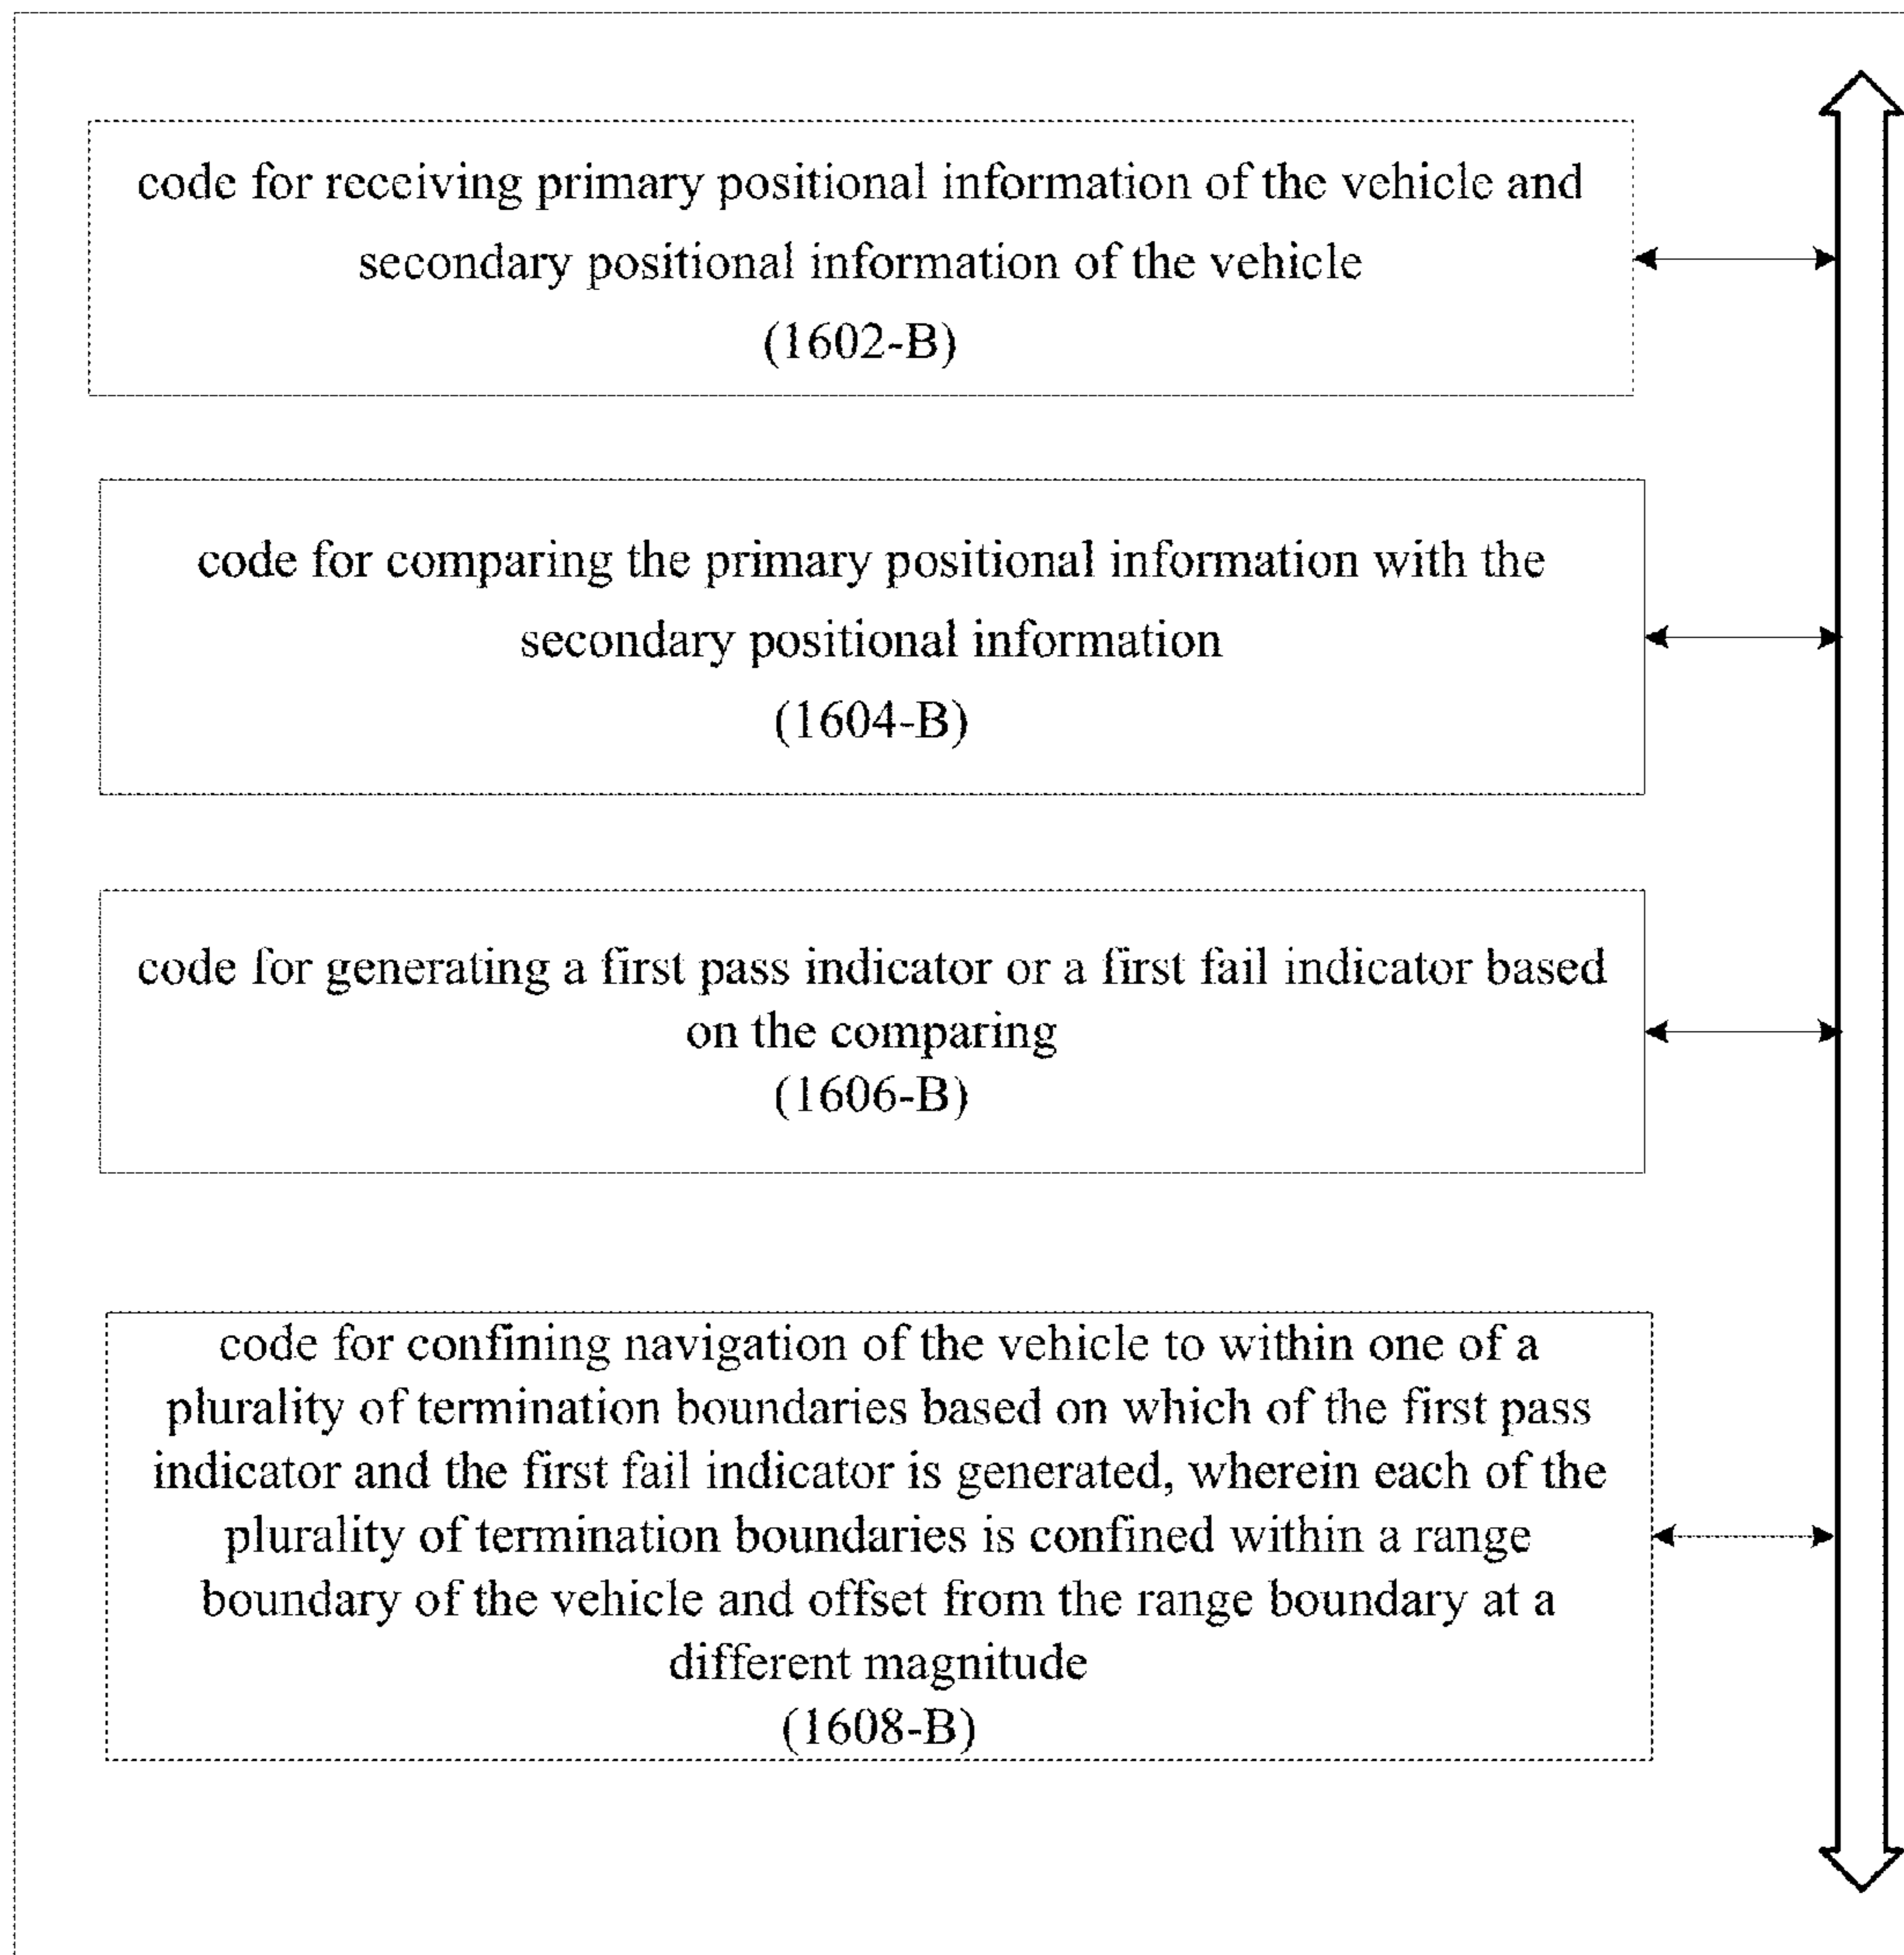 code for receiving primary positional information of the vehicle and
secondary positional information of the vehicle
(1602-B)
code for comparing the primary positional information with the
secondary positional information
(1604-B)
code for generating a first pass indicator or a first fail indicator based
on the comparing
(1606-B)
code for confining navigation of the vehicle to within one of a
plurality of termination boundaries based on which of the first pass
indicator and the first fail indicator is generated, wherein each of the
plurality of termination boundaries is confined within a range
boundary of the vehicle and offset from the range boundary at a
different magnitude
(1608-B)